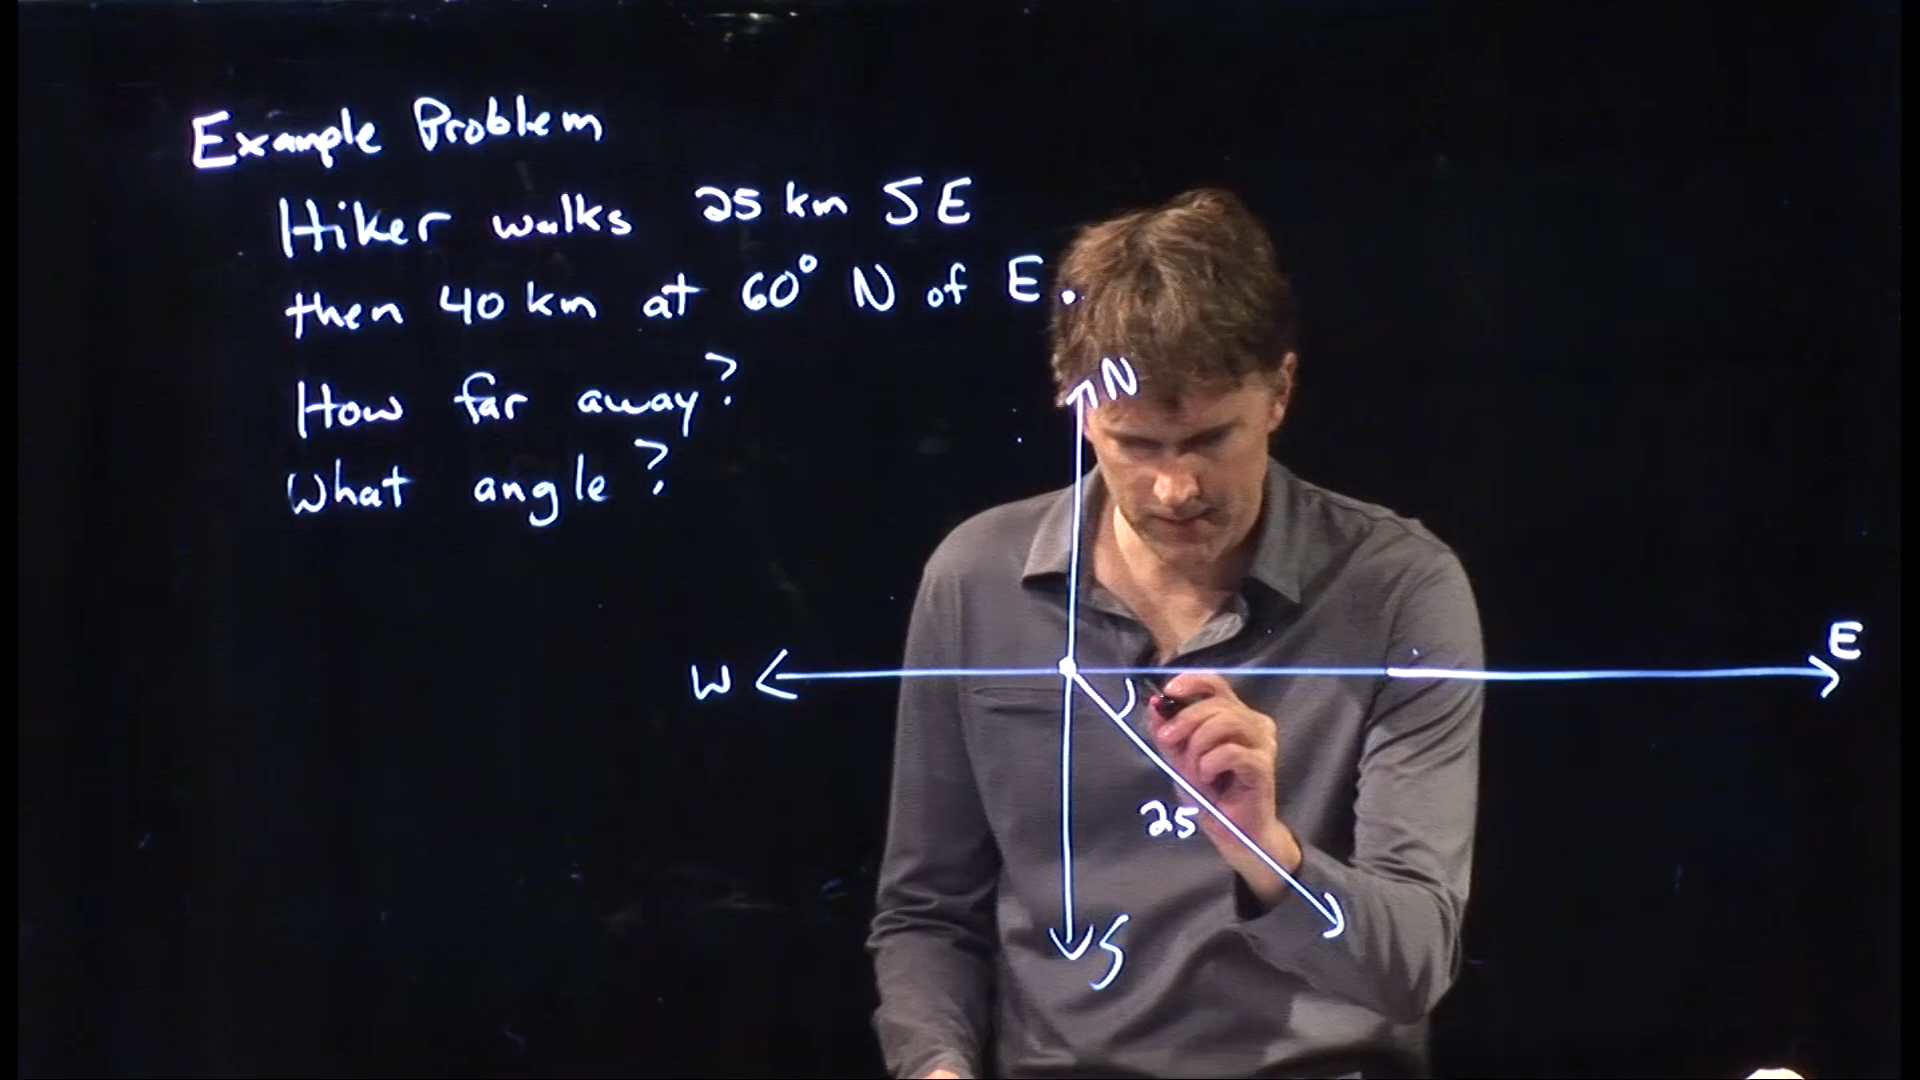 Example Problem
Hiker walks 25 km SE
then 40 km at 60° N of E.
How far away?
What angle?
N
W
E
25
S